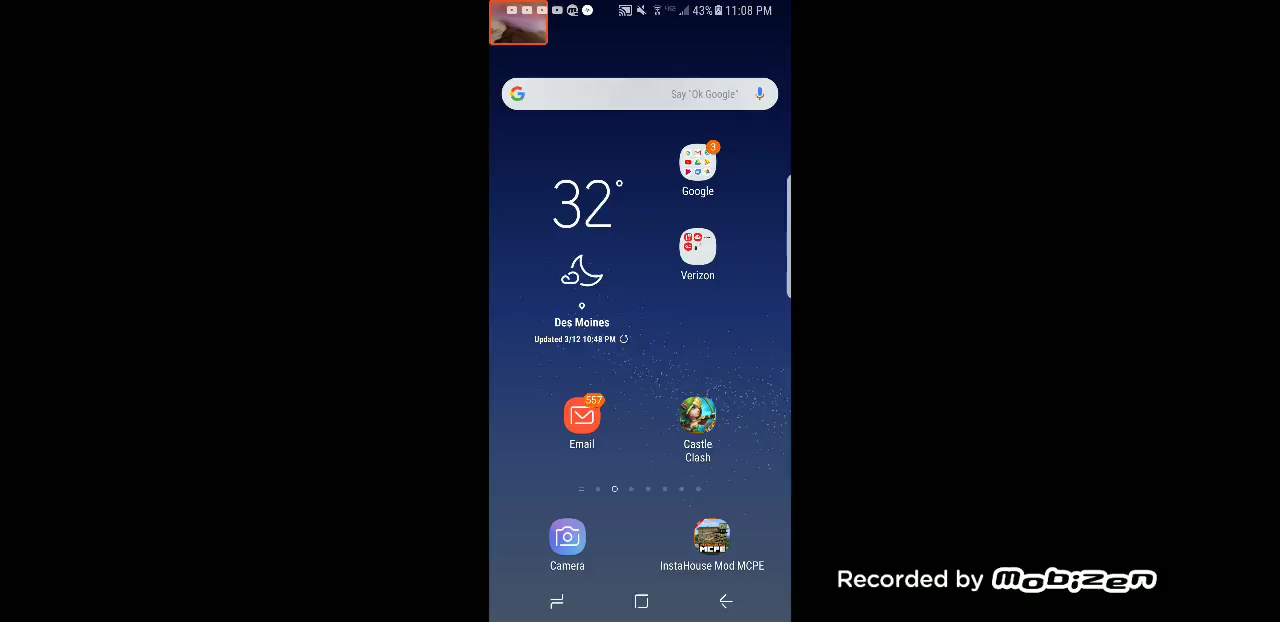 43% 11:08 PM
Say "Ok Google"
3
Google
32°
Verizon
Des Moines
Updated 3/12 10:48 PM
557
Email
Castle
Clash
MCPE
Camera
InstaHouse Mod MCPE
Recorded by mobizen